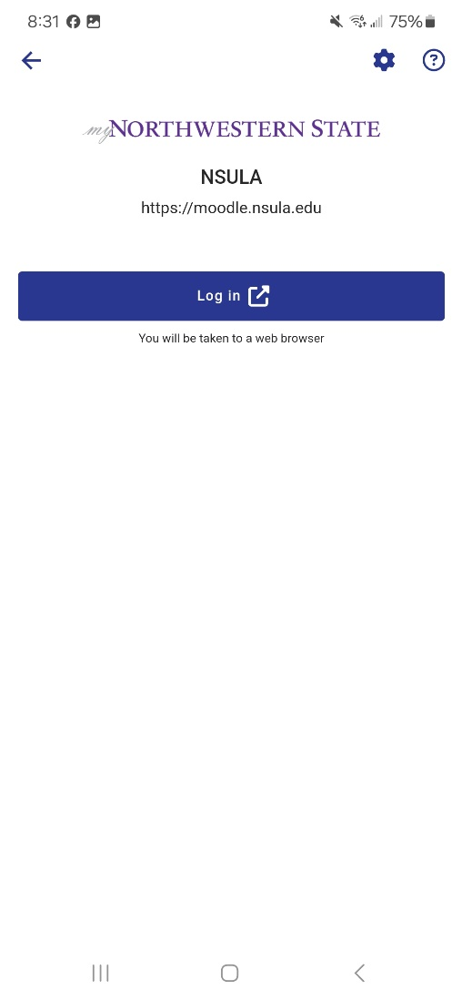 8:31 75%
myNORTHWESTERN STATE
NSULA
https://moodle.nsula.edu
Log in
You will be taken to a web browser